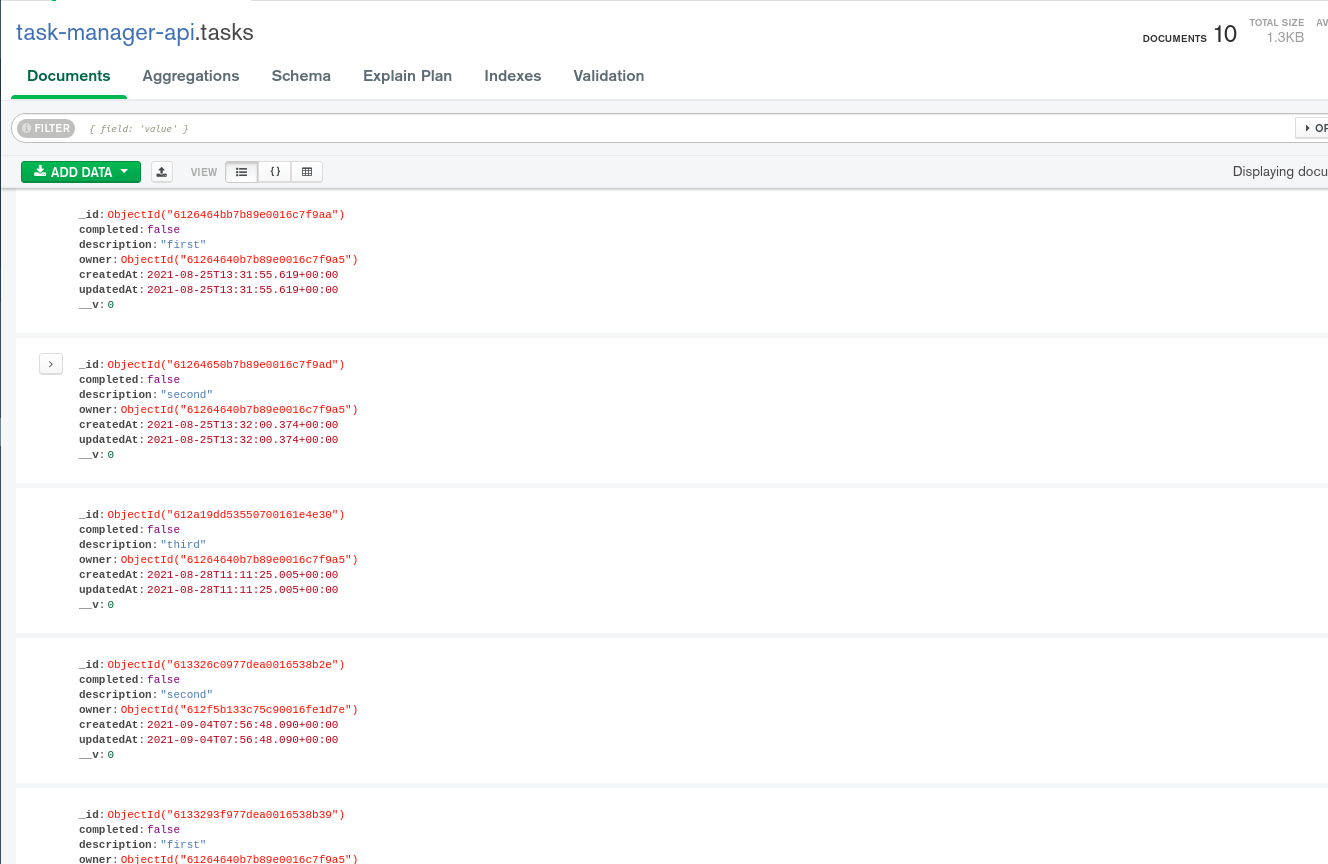 task-manager-api.tasks
DOCUMENTS 10 TOTAL SIZE 1.3KB AV
Documents Aggregations Schema Explain Plan Indexes Validation
FILTER { field: 'value' } OP
ADD DATA VIEW { } Displaying docu
_id: ObjectId("6126464bb7b89e0016c7f9aa")
completed: false
description: "first"
owner: ObjectId("61264640b7b89e0016c7f9a5")
createdAt: 2021-08-25T13:31:55.619+00:00
updatedAt: 2021-08-25T13:31:55.619+00:00
__v: 0
_id: ObjectId("61264650b7b89e0016c7f9ad")
completed: false
description: "second"
owner: ObjectId("61264640b7b89e0016c7f9a5")
createdAt: 2021-08-25T13:32:00.374+00:00
updatedAt: 2021-08-25T13:32:00.374+00:00
__v: 0
_id: ObjectId("612a19dd53550700161e4e30")
completed: false
description: "third"
owner: ObjectId("61264640b7b89e0016c7f9a5")
createdAt: 2021-08-28T11:11:25.005+00:00
updatedAt: 2021-08-28T11:11:25.005+00:00
__v: 0
_id: ObjectId("613326c0977dea0016538b2e")
completed: false
description: "second"
owner: ObjectId("612f5b133c75c90016fe1d7e")
createdAt: 2021-09-04T07:56:48.090+00:00
updatedAt: 2021-09-04T07:56:48.090+00:00
__v: 0
_id: ObjectId("6133293f977dea0016538b39")
completed: false
description: "first"
owner: ObjectId("61264640b7b89e0016c7f9a5")